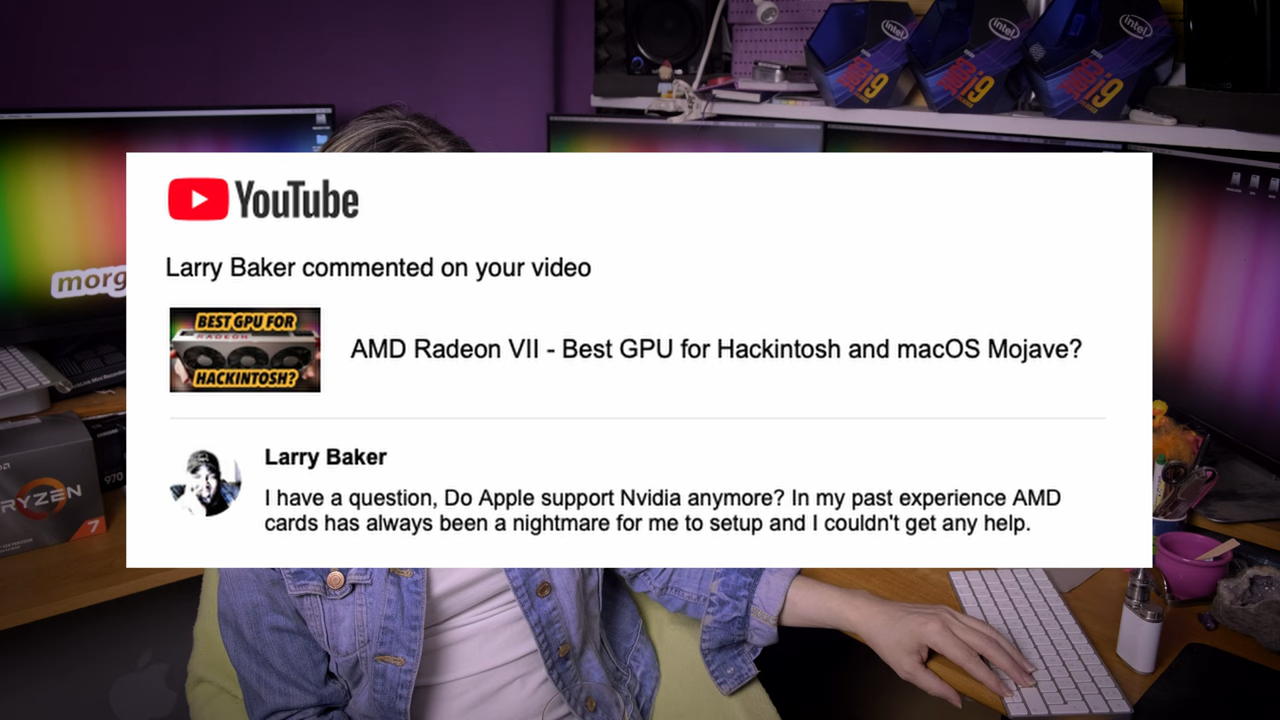 intel
i9
intel
i9
intel
i9
YouTube
Larry Baker commented on your video
BEST GPU FOR
RADEON
HACKINTOSH?
AMD Radeon VII - Best GPU for Hackintosh and macOS Mojave?
Larry Baker
I have a question, Do Apple support Nvidia anymore? In my past experience AMD
cards has always been a nightmare for me to setup and I couldn't get any help.
morg
970
RYZEN
7